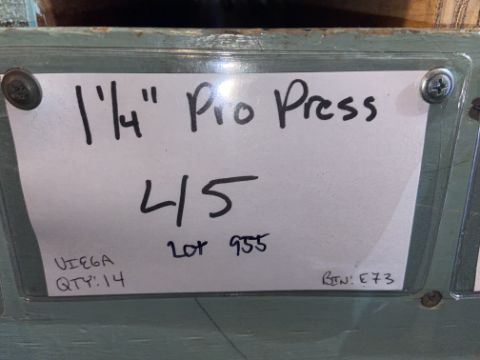 1 1/4" Pro Press
45
Lot 955
VIEGA
QTY: 14
BIN: E73